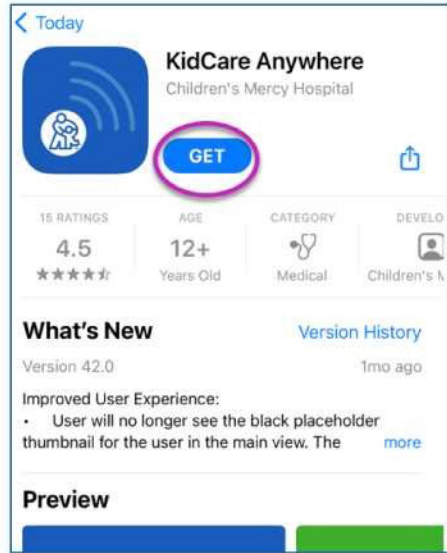 Today
KidCare Anywhere
Children's Mercy Hospital
GET
15 RATINGS
AGE
CATEGORY
DEVELO
4.5
12+
Years Old
Medical
Children's M
What's New
Version History
Version 42.0
1mo ago
Improved User Experience:
• User will no longer see the black placeholder
thumbnail for the user in the main view. The more
Preview